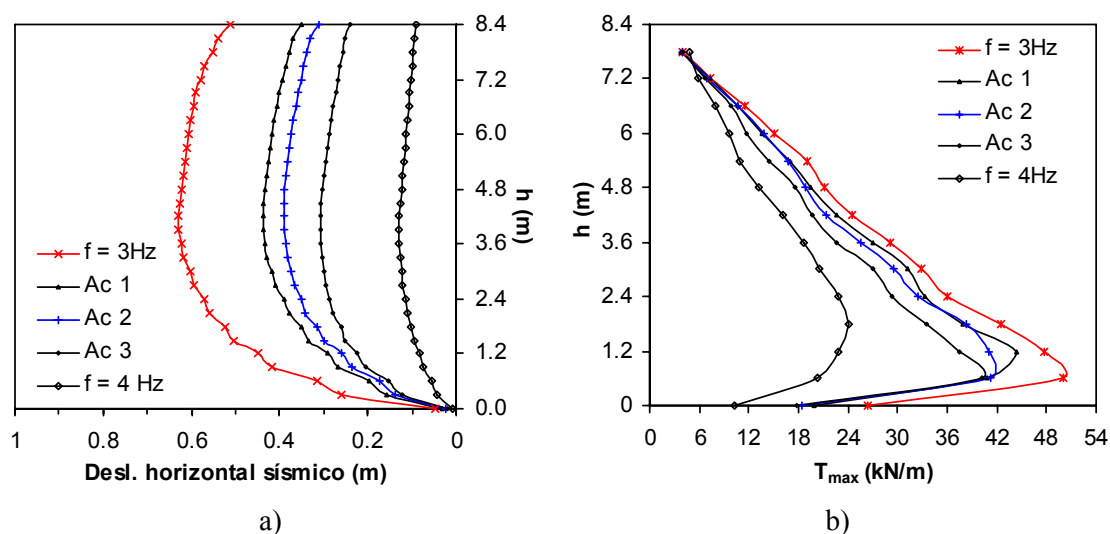 8.4
7.2
6.0
4.8
3.6
2.4
1.2
0.0
h (m)
f = 3Hz
Ac 1
Ac 2
Ac 3
f = 4 Hz
1
0.8
0.6
0.4
0.2
0
Desl. horizontal sísmico (m)
a)
8.4
7.2
6
4.8
3.6
2.4
1.2
0
h (m)
f = 3Hz
Ac 1
Ac 2
Ac 3
f = 4Hz
0
6
12
18
24
30
36
42
48
54
Tmax (kN/m)
b)